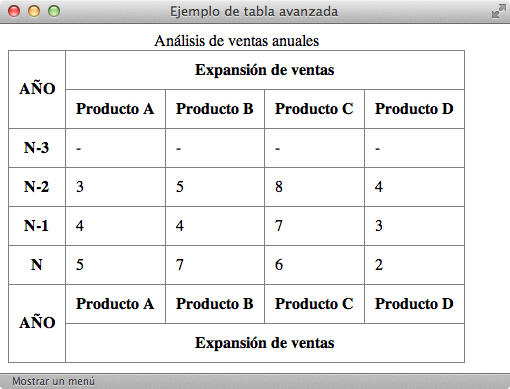 Ejemplo de tabla avanzada
Análisis de ventas anuales
AÑO Expansión de ventas
Producto A Producto B Producto C Producto D
N-3 - - - -
N-2 3 5 8 4
N-1 4 4 7 3
N 5 7 6 2
AÑO Producto A Producto B Producto C Producto D
Expansión de ventas
Mostrar un menú